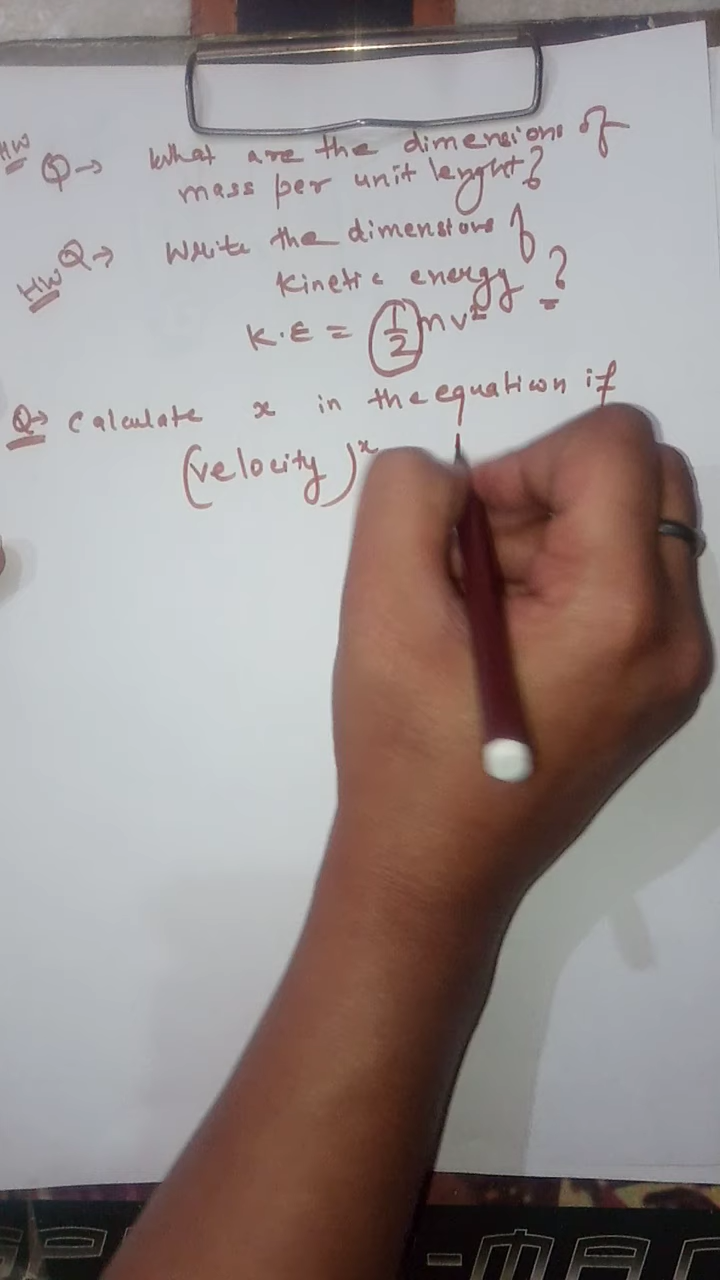 HW Q→ What are the dimensions of
mass per unit lenght?
HW Q→ Write the dimensions of
kinetic energy ?
K.E = 1/2 mv²
Q→ Calculate x in the equation if
(velocity)^x